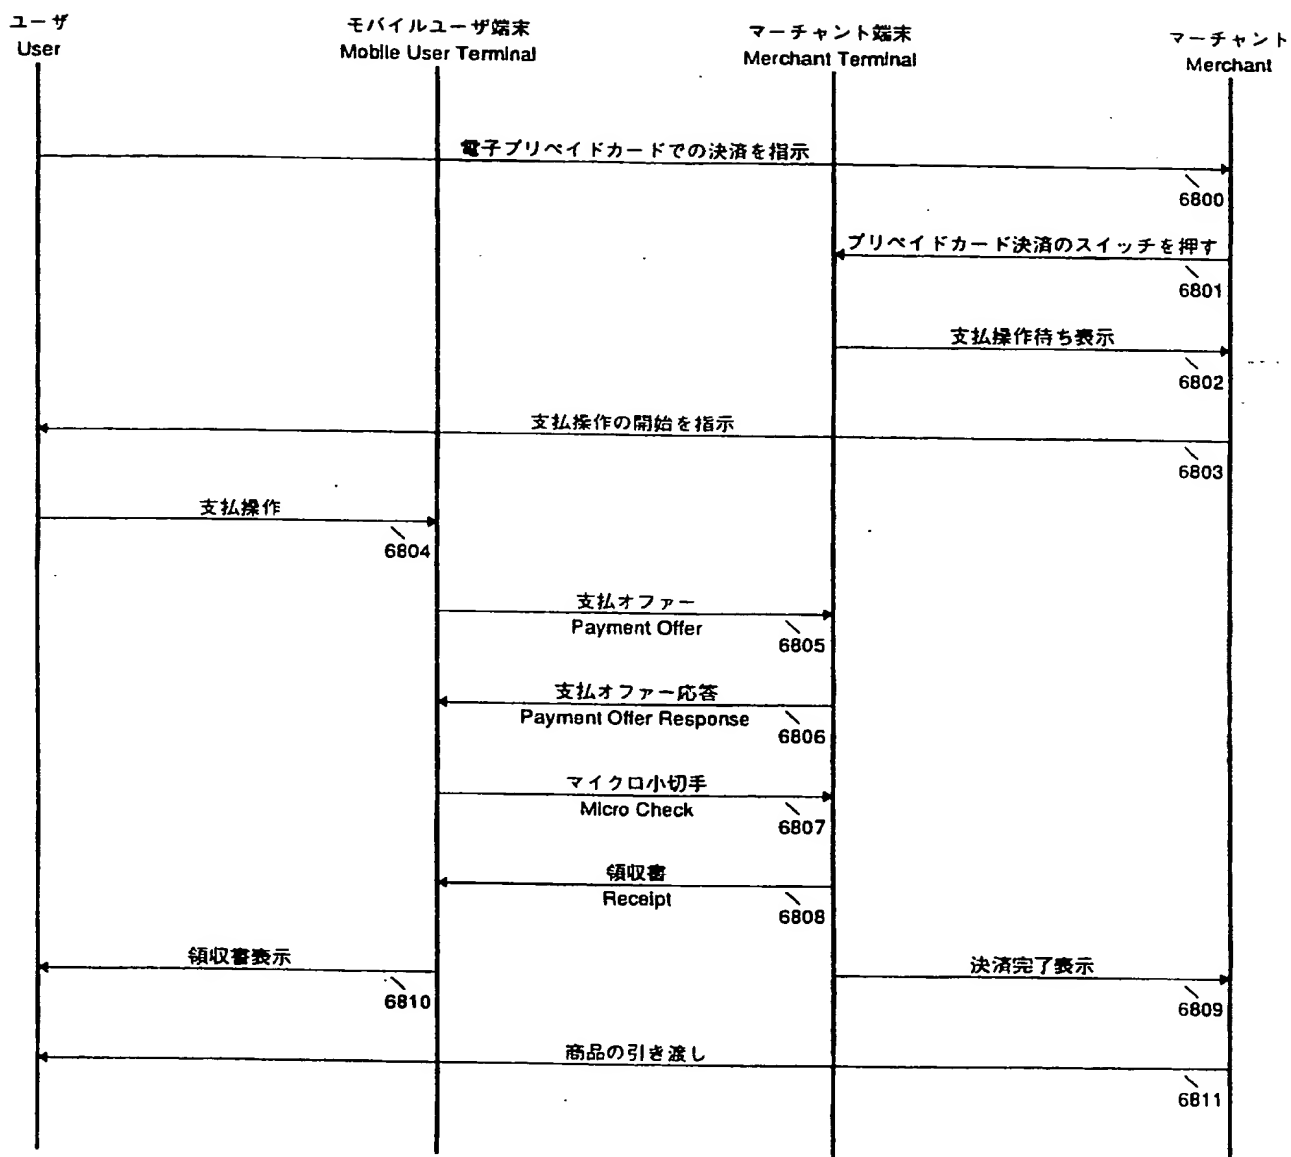 ユーザ
User
モバイルユーザ端末
Mobile User Terminal
マーチャント端末
Merchant Terminal
マーチャント
Merchant
電子プリペイドカードでの決済を指示
6800
プリペイドカード決済のスイッチを押す
6801
支払操作待ち表示
6802
支払操作の開始を指示
6803
支払操作
6804
支払オファー
Payment Offer
6805
支払オファー応答
Payment Offer Response
6806
マイクロ小切手
Micro Check
6807
領収書
Receipt
6808
領収書表示
6810
決済完了表示
6809
商品の引き渡し
6811